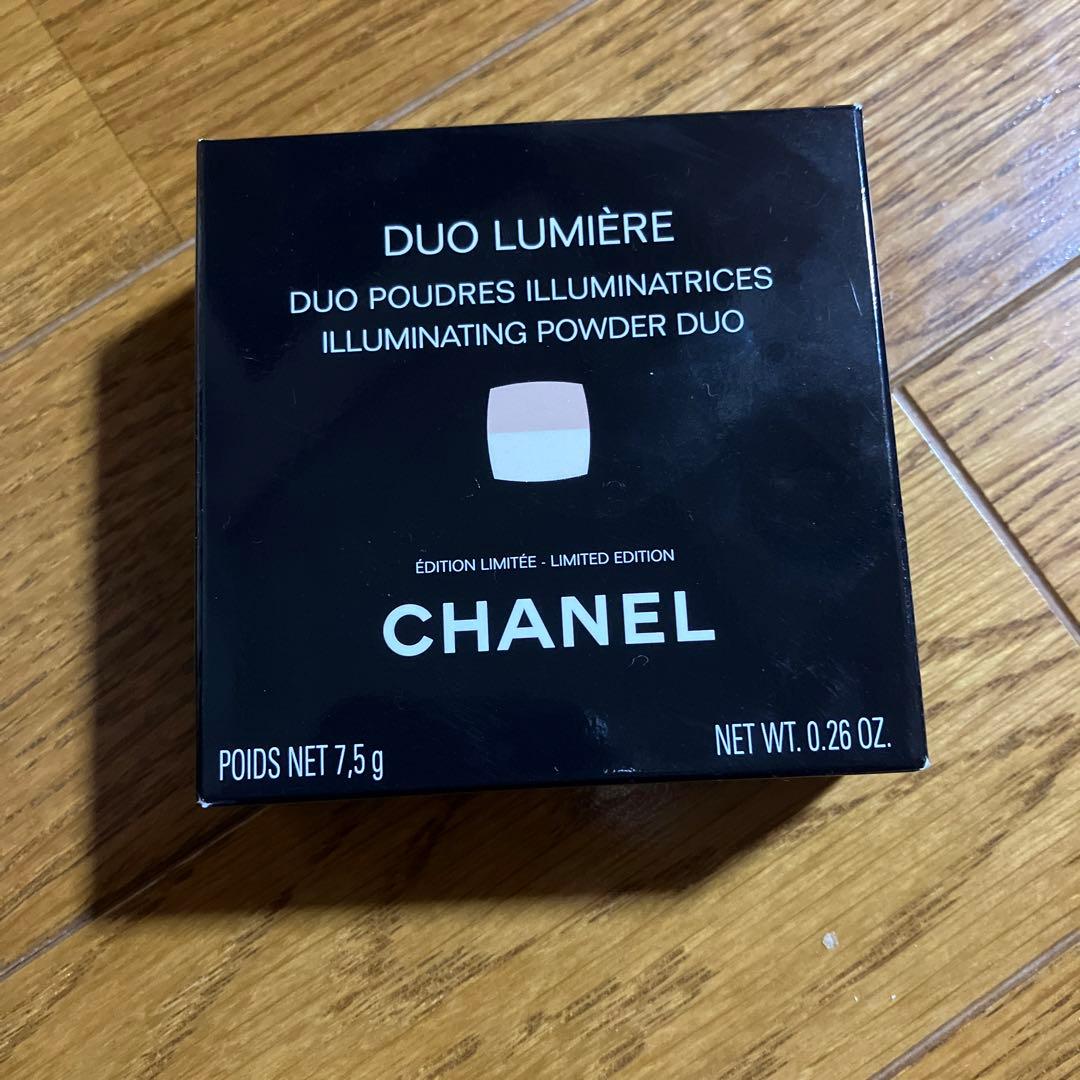 DUO LUMIÈRE
DUO POUDRES ILLUMINATRICES
ILLUMINATING POWDER DUO
ÉDITION LIMITÉE - LIMITED EDITION
CHANEL
POIDS NET 7,5 g
NET WT. 0.26 OZ.